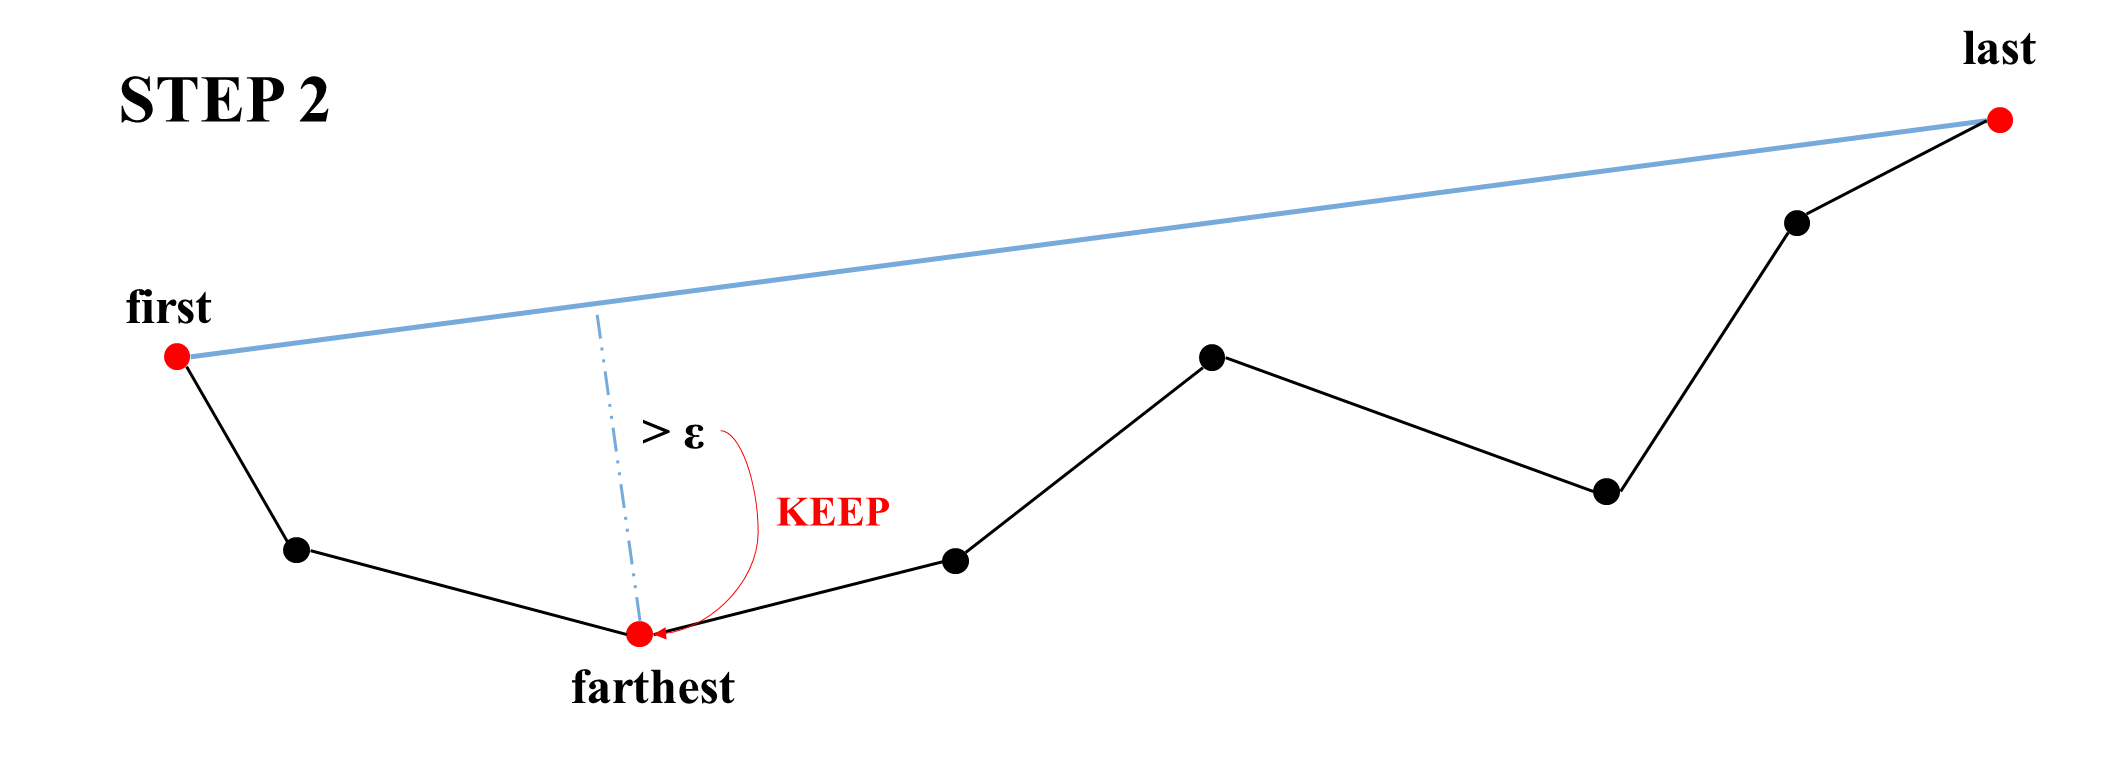 last
STEP 2
first
> ε
KEEP
farthest